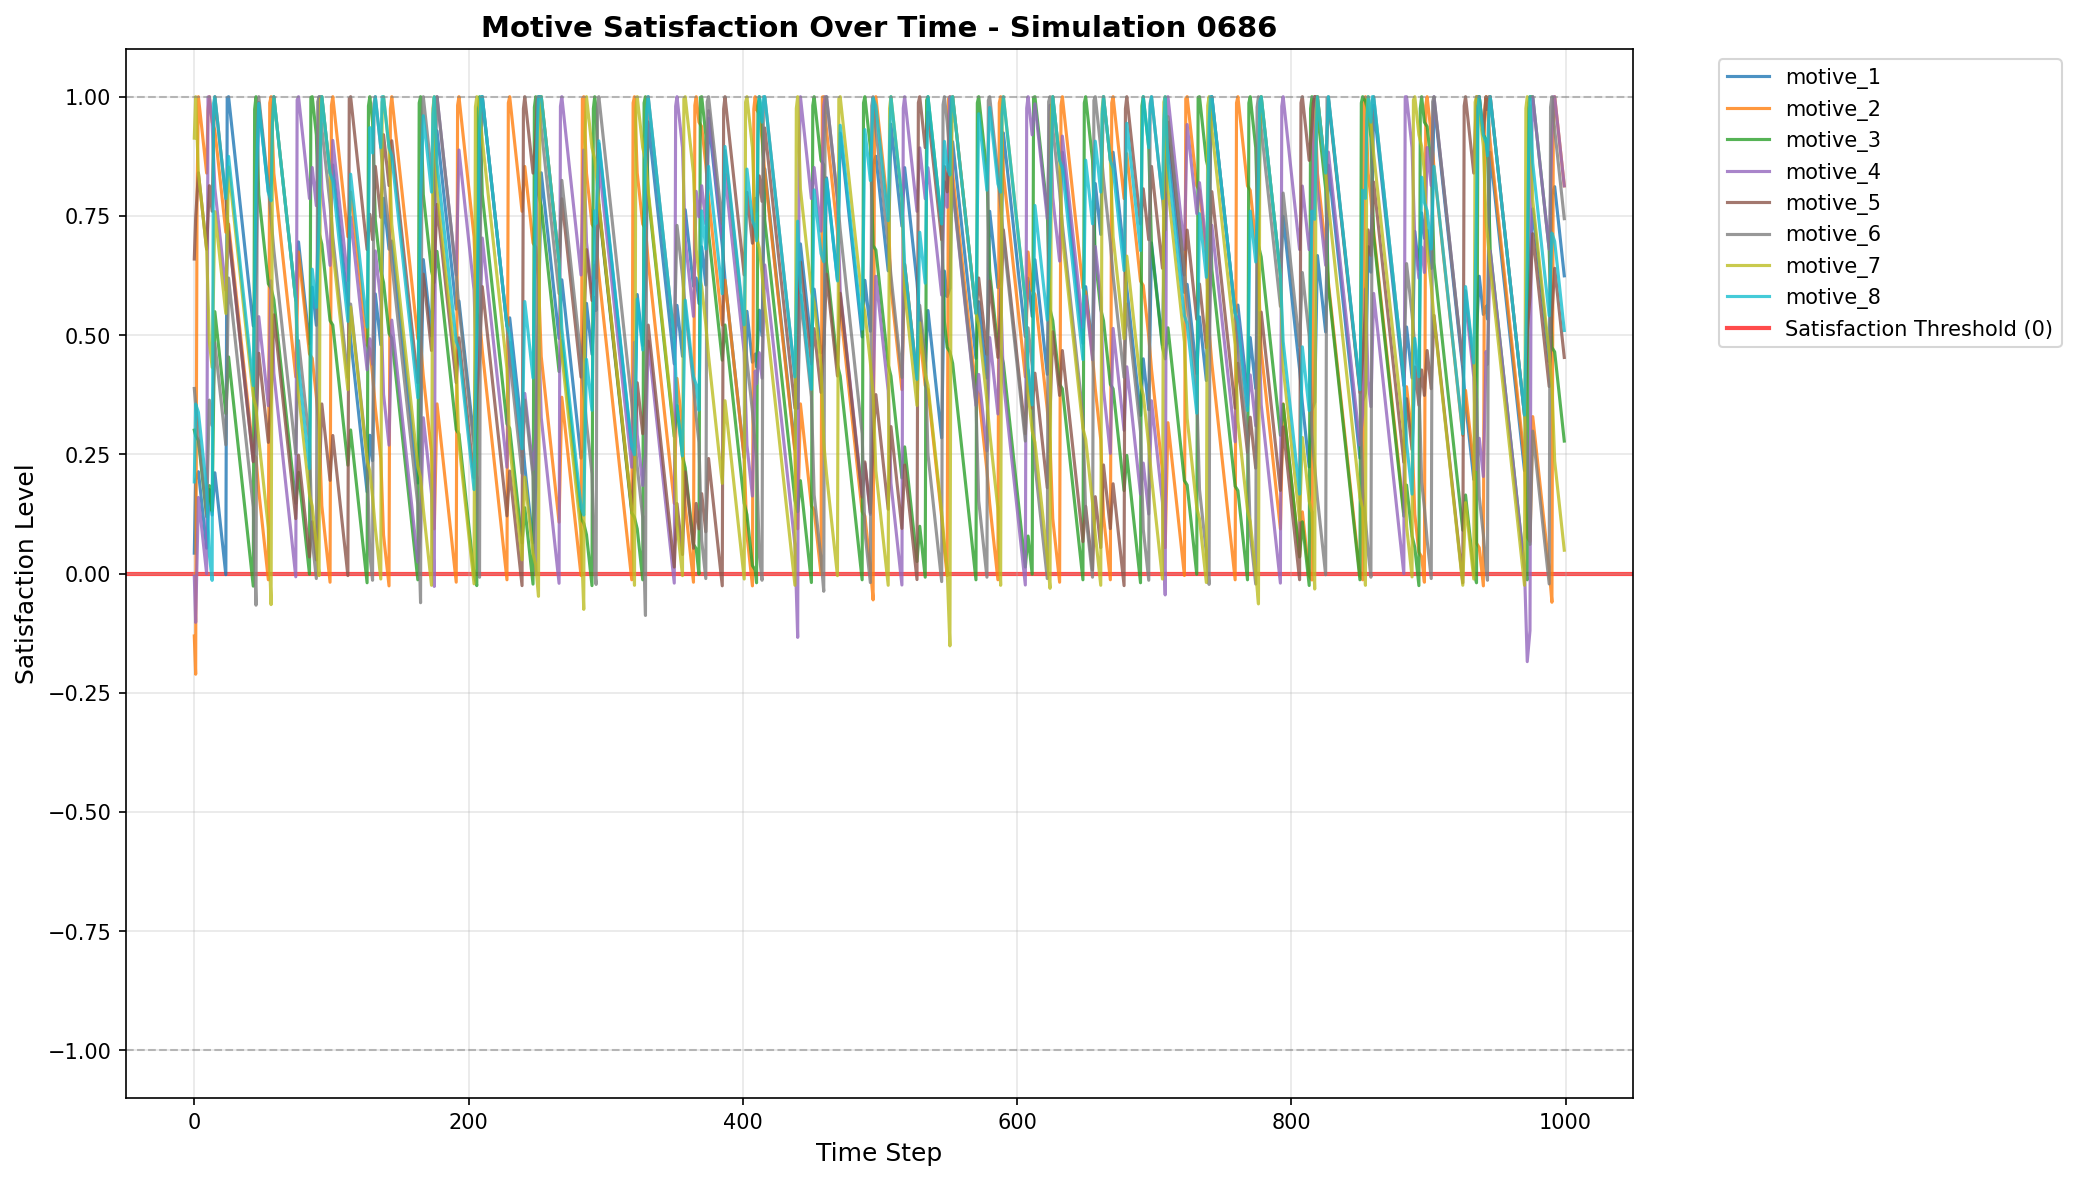 Motive Satisfaction Over Time - Simulation 0686
1.00
0.75
0.50
0.25
0.00
−0.25
−0.50
−0.75
−1.00
Satisfaction Level
0
200
400
600
800
1000
Time Step
motive_1
motive_2
motive_3
motive_4
motive_5
motive_6
motive_7
motive_8
Satisfaction Threshold (0)